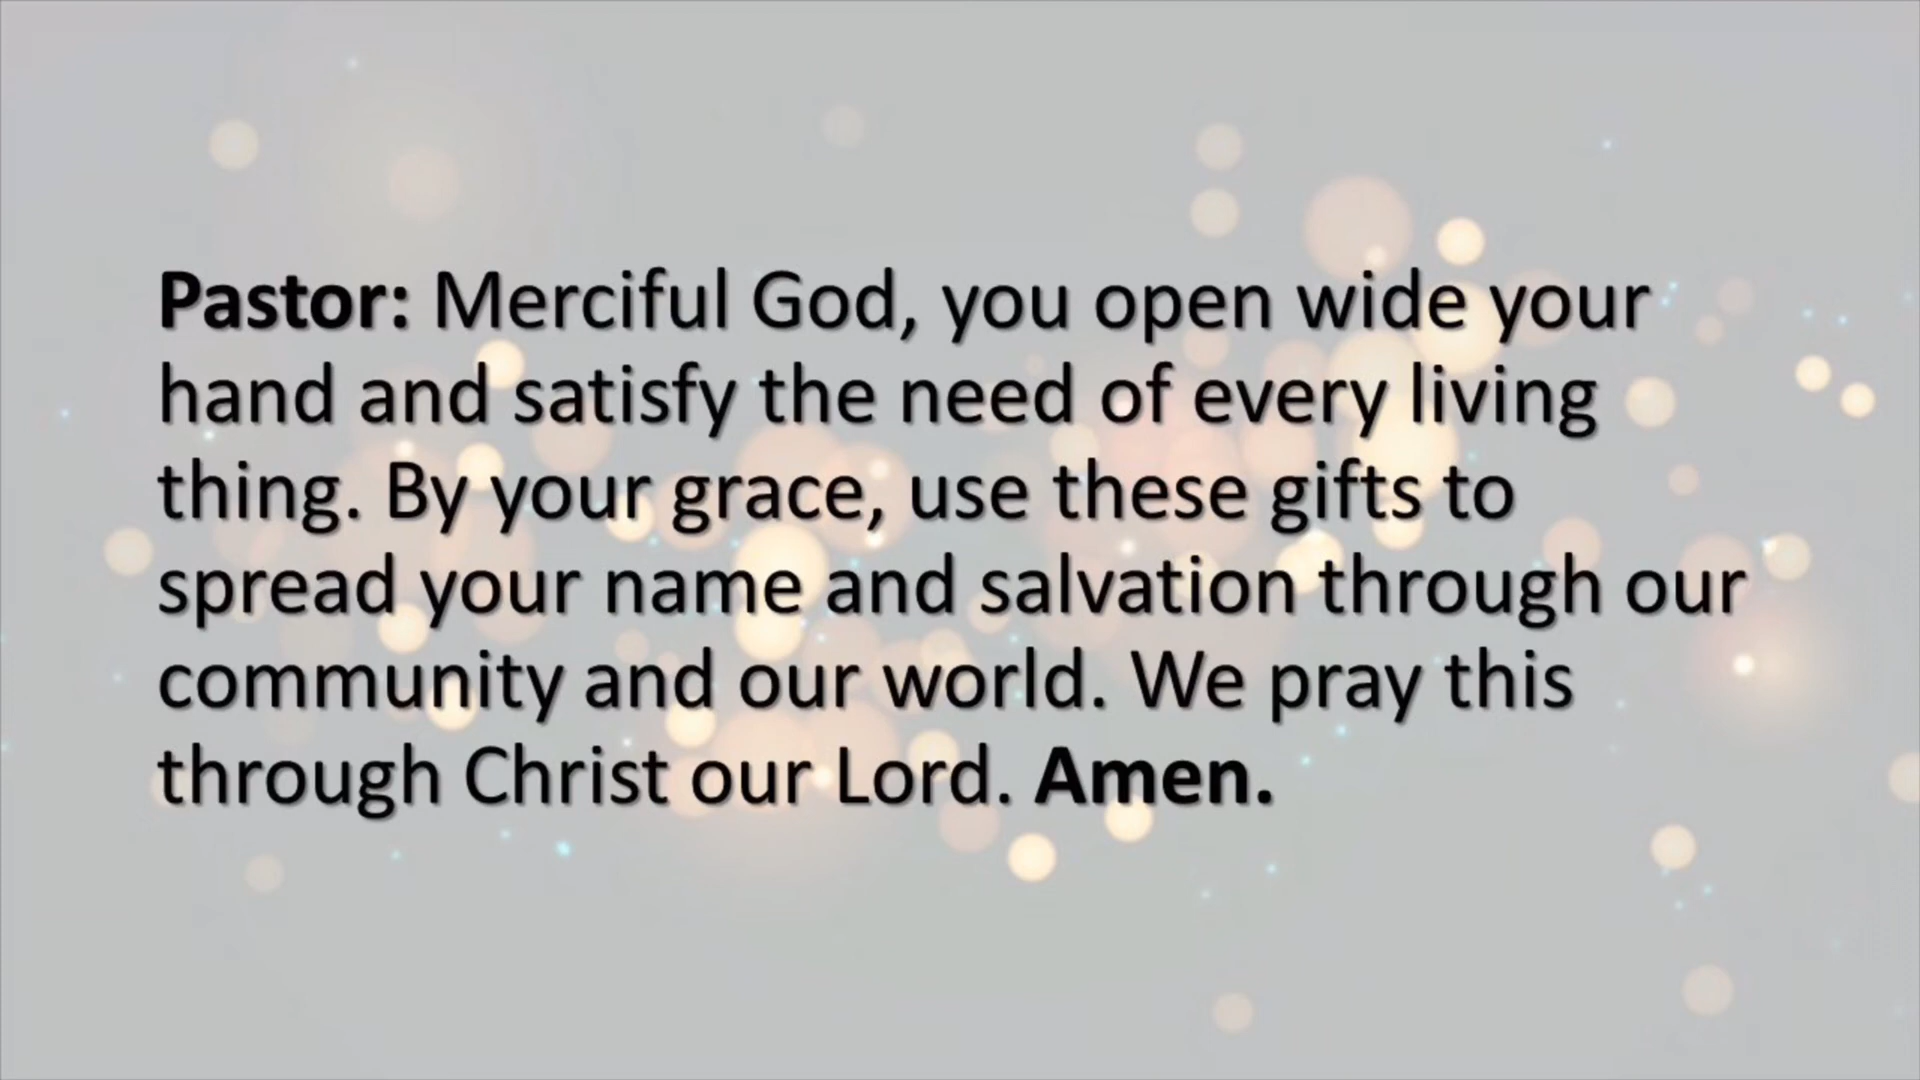 Pastor: Merciful God, you open wide your
hand and satisfy the need of every living
thing. By your grace, use these gifts to
spread your name and salvation through our
community and our world. We pray this
through Christ our Lord. Amen.